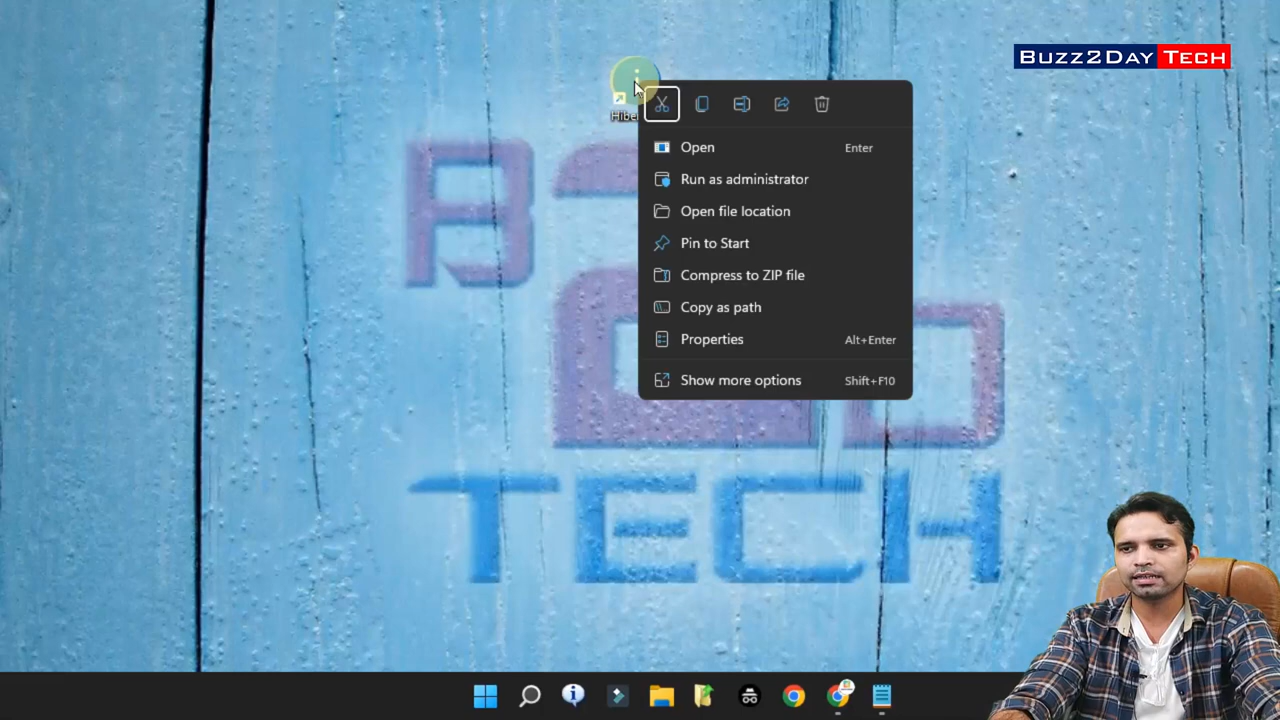 BUZZ2DAY TECH
Open Enter
Run as administrator
Open file location
Pin to Start
Compress to ZIP file
Copy as path
Properties Alt+Enter
Show more options Shift+F10
TECH